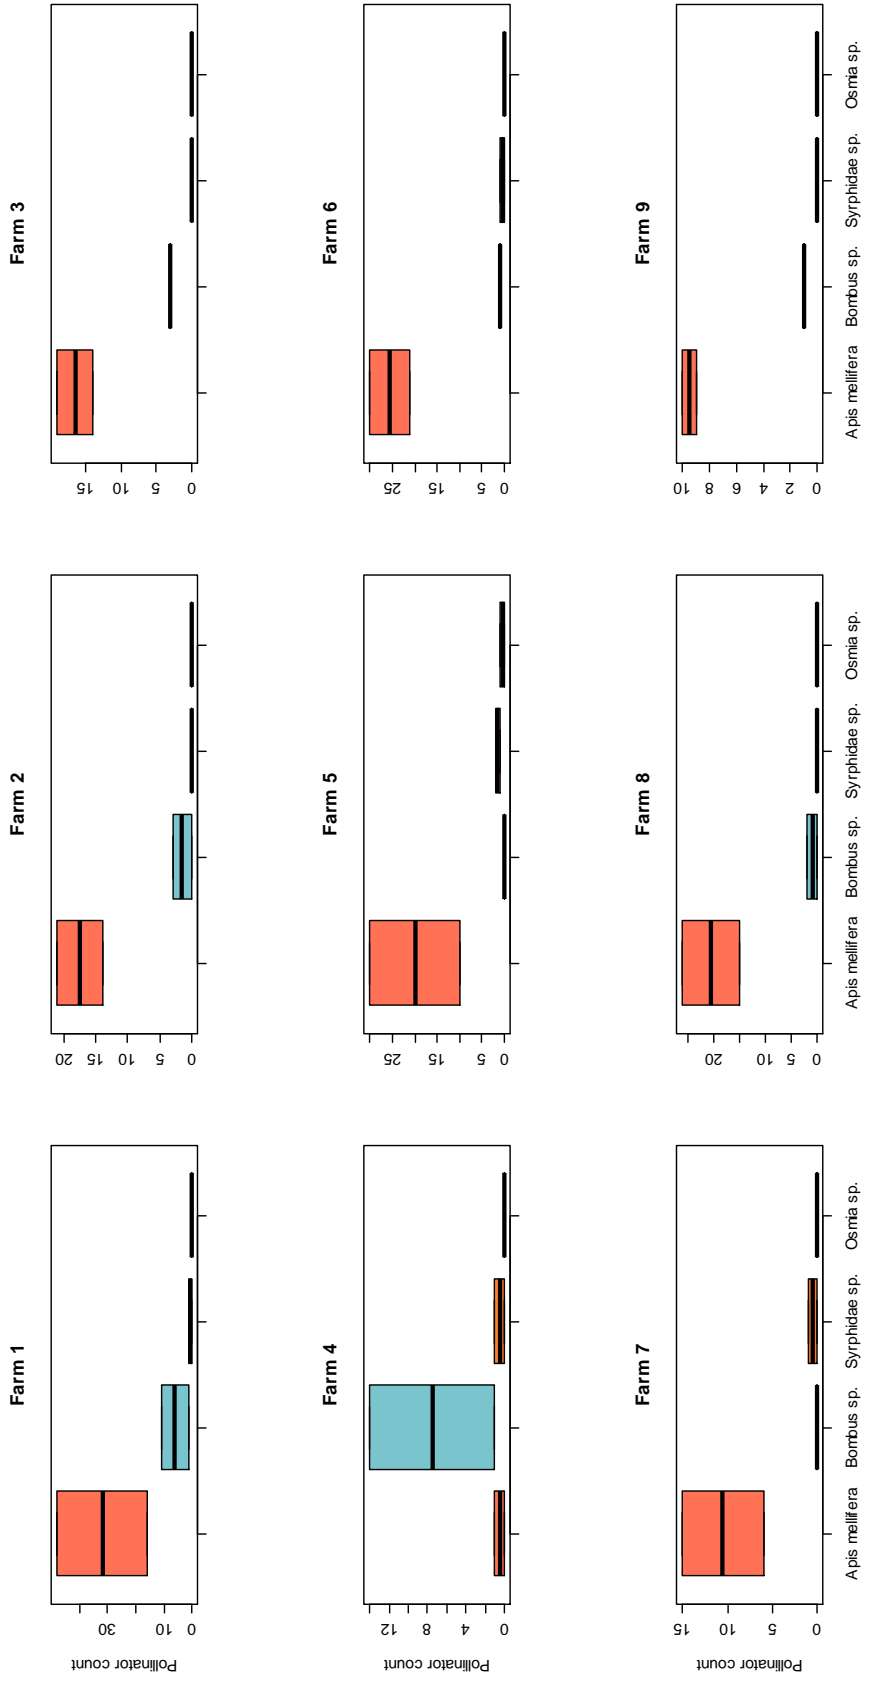 Farm 1
Pollinator count
0 10 30
Farm 2
0 5 10 15 20
Farm 3
0 5 10 15
Farm 4
Pollinator count
0 4 8 12
Farm 5
0 5 15 25
Farm 6
0 5 15 25
Farm 7
Pollinator count
0 5 10 15
Apis mellifera Bombus sp. Syrphidae sp. Osmia sp.
Farm 8
0 5 10 20
Apis mellifera Bombus sp. Syrphidae sp. Osmia sp.
Farm 9
0 2 4 6 8 10
Apis mellifera Bombus sp. Syrphidae sp. Osmia sp.